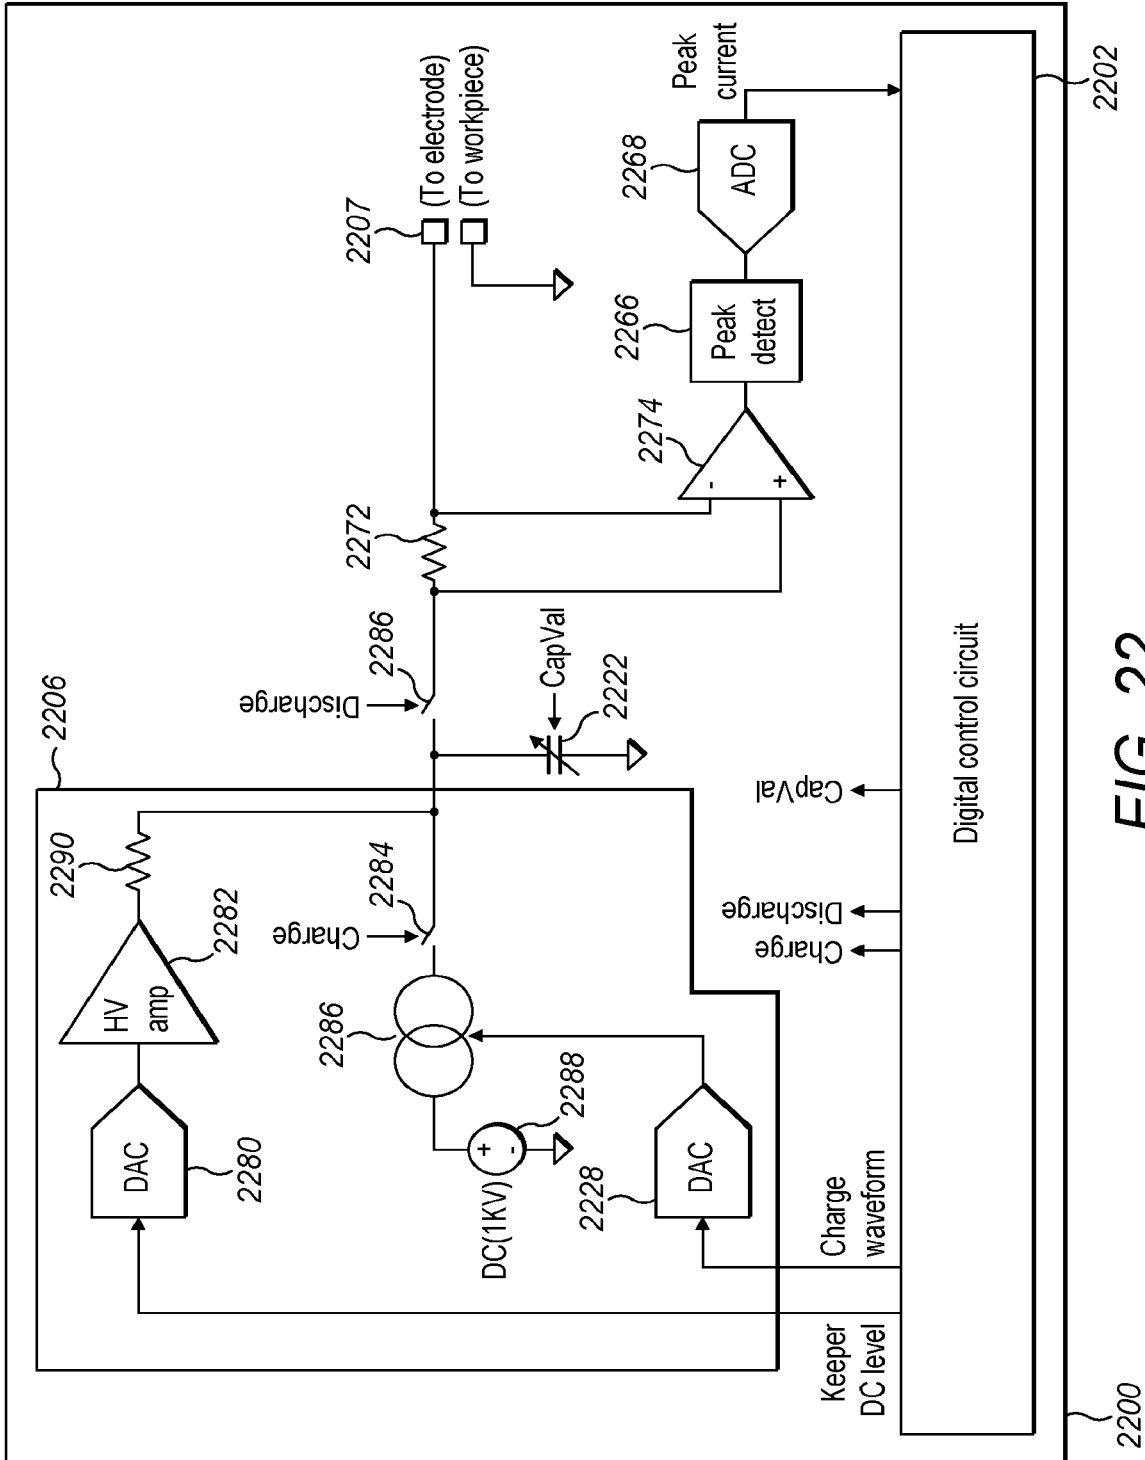 2200
2202
2206
2290
HV
amp
2282
DAC
2280
Charge
2284
2286
DC(1KV)
+
-
2288
2228
DAC
Keeper
DC level
Charge
waveform
Charge
Discharge
CapVal
Discharge
2286
CapVal
2222
2272
2207
(To electrode)
(To workpiece)
-
+
2274
2266
Peak
detect
2268
ADC
Peak
current
Digital control circuit
FIG. 22